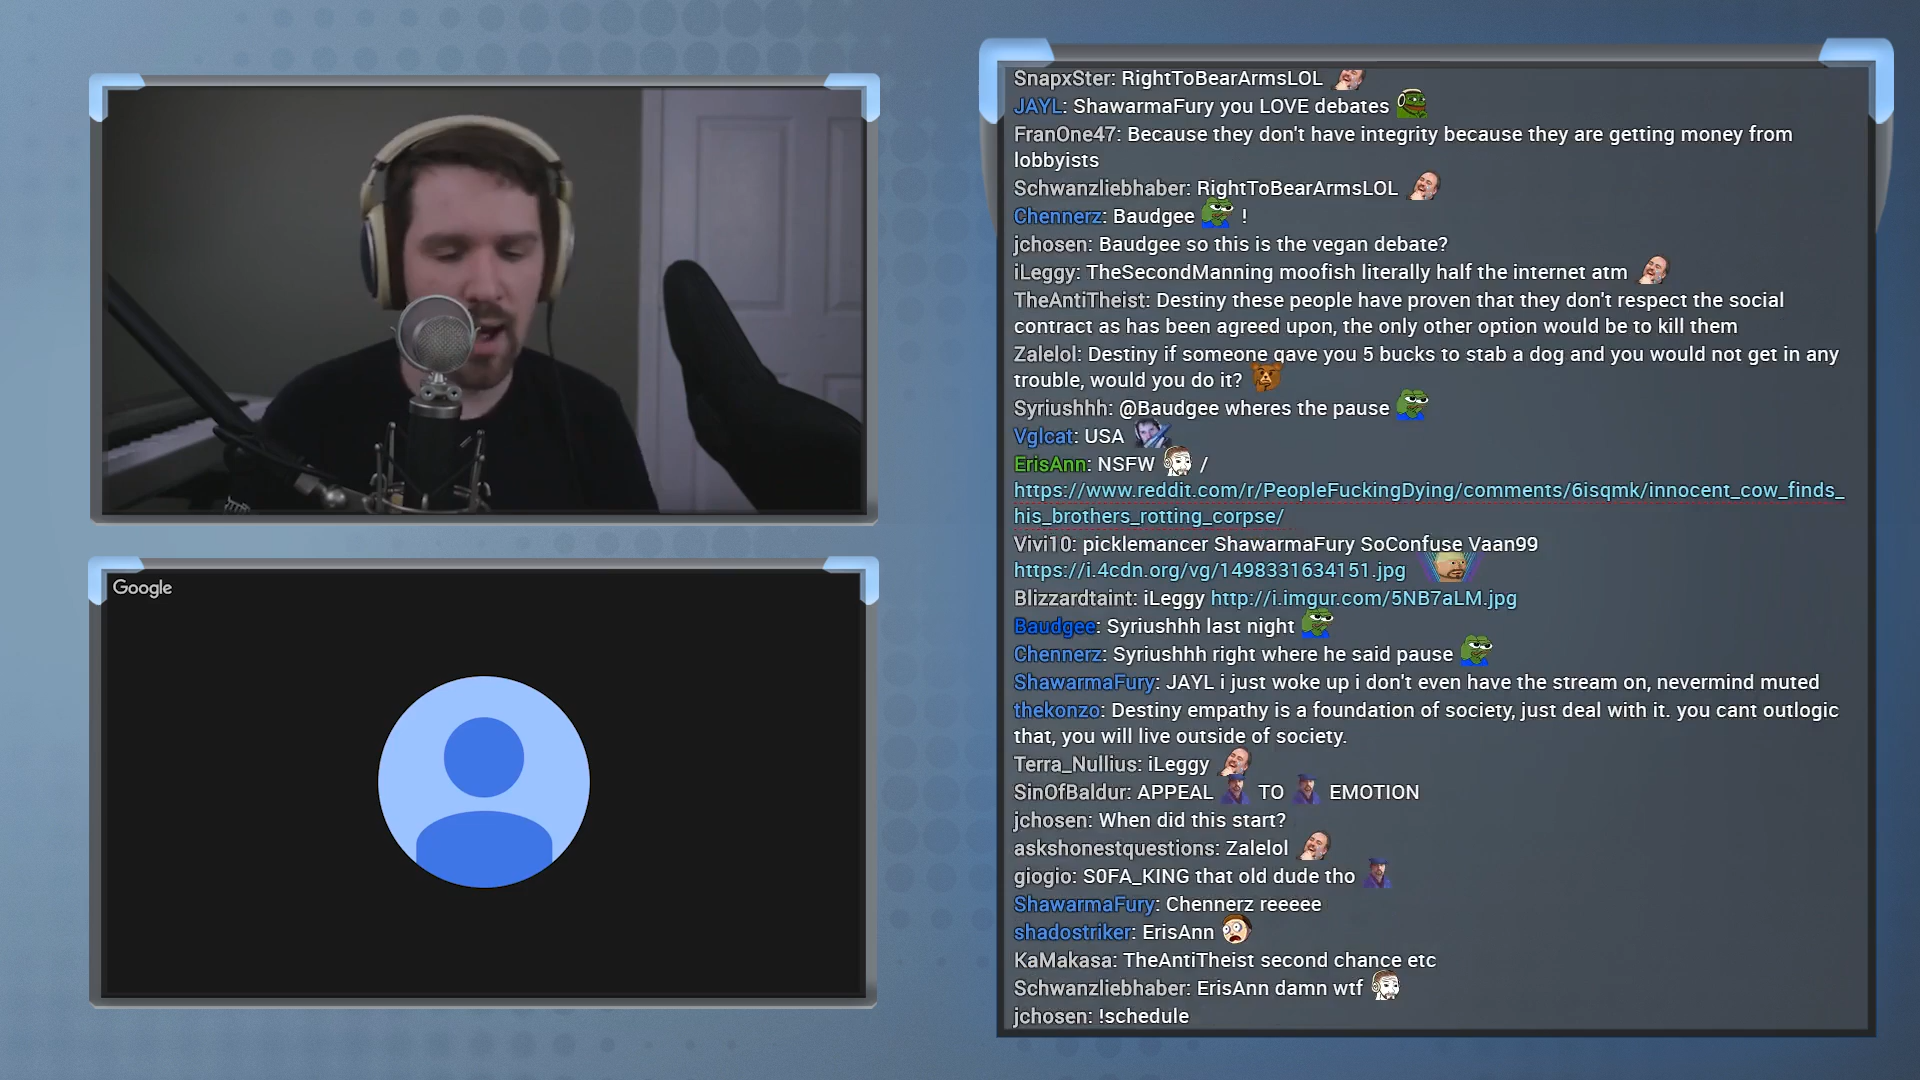 Google
SnapxSter: RightToBearArmsLOL
JAYL: ShawarmaFury you LOVE debates
FranOne47: Because they don't have integrity because they are getting money from
lobbyists
Schwanzliebhaber: RightToBearArmsLOL
Chennerz: Baudgee !
jchosen: Baudgee so this is the vegan debate?
iLeggy: TheSecondManning moofish literally half the internet atm
TheAntiTheist: Destiny these people have proven that they don't respect the social
contract as has been agreed upon, the only other option would be to kill them
Zalelol: Destiny if someone gave you 5 bucks to stab a dog and you would not get in any
trouble, would you do it?
Syriushhh: @Baudgee wheres the pause
Vglcat: USA
ErisAnn: NSFW /
https://www.reddit.com/r/PeopleFuckingDying/comments/6isqmk/innocent_cow_finds_
his_brothers_rotting_corpse/
Vivi10: picklemancer ShawarmaFury SoConfuse Vaan99
https://i.4cdn.org/vg/1498331634151.jpg
Blizzardtaint: iLeggy http://i.imgur.com/5NB7aLM.jpg
Baudgee: Syriushhh last night
Chennerz: Syriushhh right where he said pause
ShawarmaFury: JAYL i just woke up i don't even have the stream on, nevermind muted
thekonzo: Destiny empathy is a foundation of society, just deal with it. you cant outlogic
that, you will live outside of society.
Terra_Nullius: iLeggy
SinOfBaldur: APPEAL TO EMOTION
jchosen: When did this start?
askshonestquestions: Zalelol
giogio: S0FA_KING that old dude tho
ShawarmaFury: Chennerz reeeee
shadostriker: ErisAnn
KaMakasa: TheAntiTheist second chance etc
Schwanzliebhaber: ErisAnn damn wtf
jchosen: !schedule